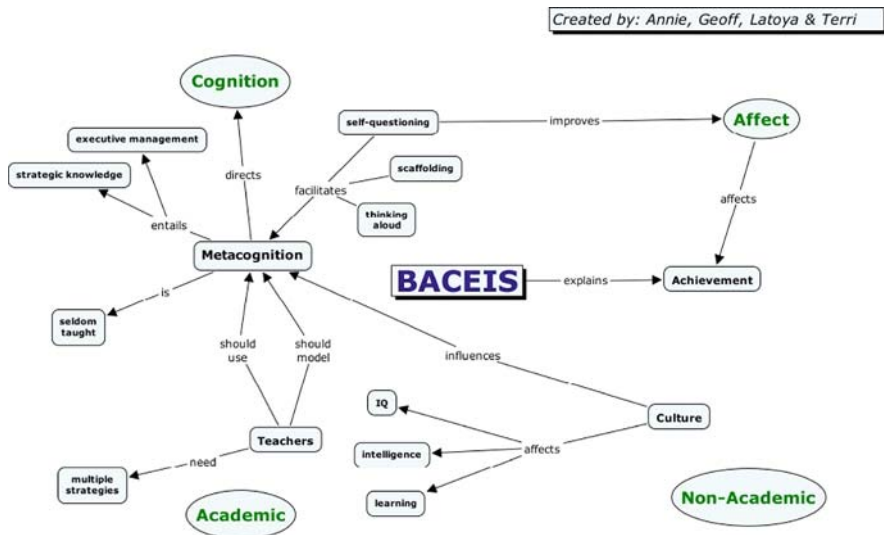 Created by: Annie, Geoff, Latoya & Terri
Cognition
self-questioning
improves
Affect
executive management
strategic knowledge
scaffolding
directs
facilitates
thinking
aloud
affects
entails
Metacognition
BACEIS
explains
Achievement
is
seldom
taught
should
use
should
model
influences
IQ
Culture
Teachers
intelligence
affects
need
multiple
strategies
learning
Academic
Non-Academic